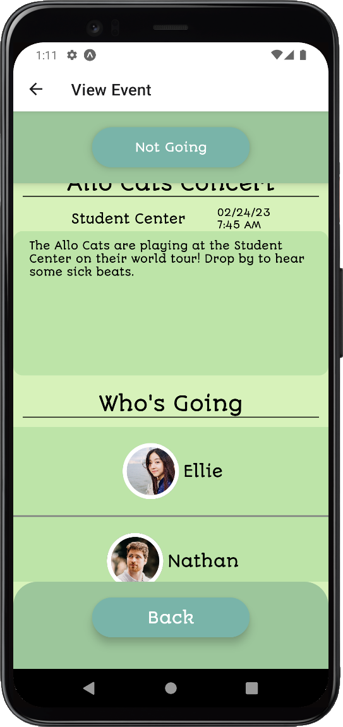 1:11
View Event
Not Going
Allo Cats Concert
Student Center
02/24/23
7:45 AM
The Allo Cats are playing at the Student
Center on their world tour! Drop by to hear
some sick beats.
Who's Going
Ellie
Nathan
Back